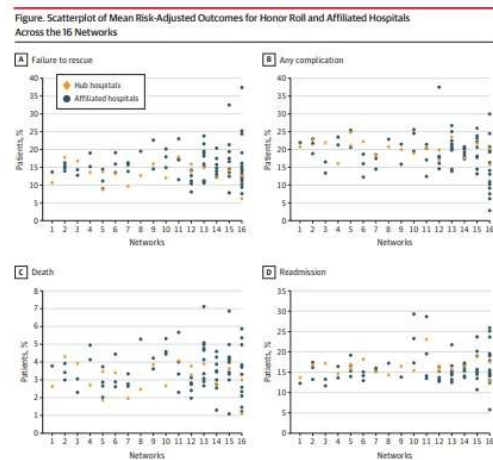 Figure. Scatterplot of Mean Risk-Adjusted Outcomes for Honor Roll and Affiliated Hospitals
Across the 16 Networks
A Failure to rescue
40
35
30
25
20
15
10
5
0
Patients, %
Hub hospitals
Affiliated hospitals
1 2 3 4 5 6 7 8 9 10 11 12 13 14 15 16
Networks
B Any complication
40
35
30
25
20
15
10
5
0
Patients, %
1 2 3 4 5 6 7 8 9 10 11 12 13 14 15 16
Networks
C Death
8
7
6
5
4
3
2
1
0
Patients, %
1 2 3 4 5 6 7 8 9 10 11 12 13 14 15 16
Networks
D Readmission
35
30
25
20
15
10
5
0
Patients, %
1 2 3 4 5 6 7 8 9 10 11 12 13 14 15 16
Networks